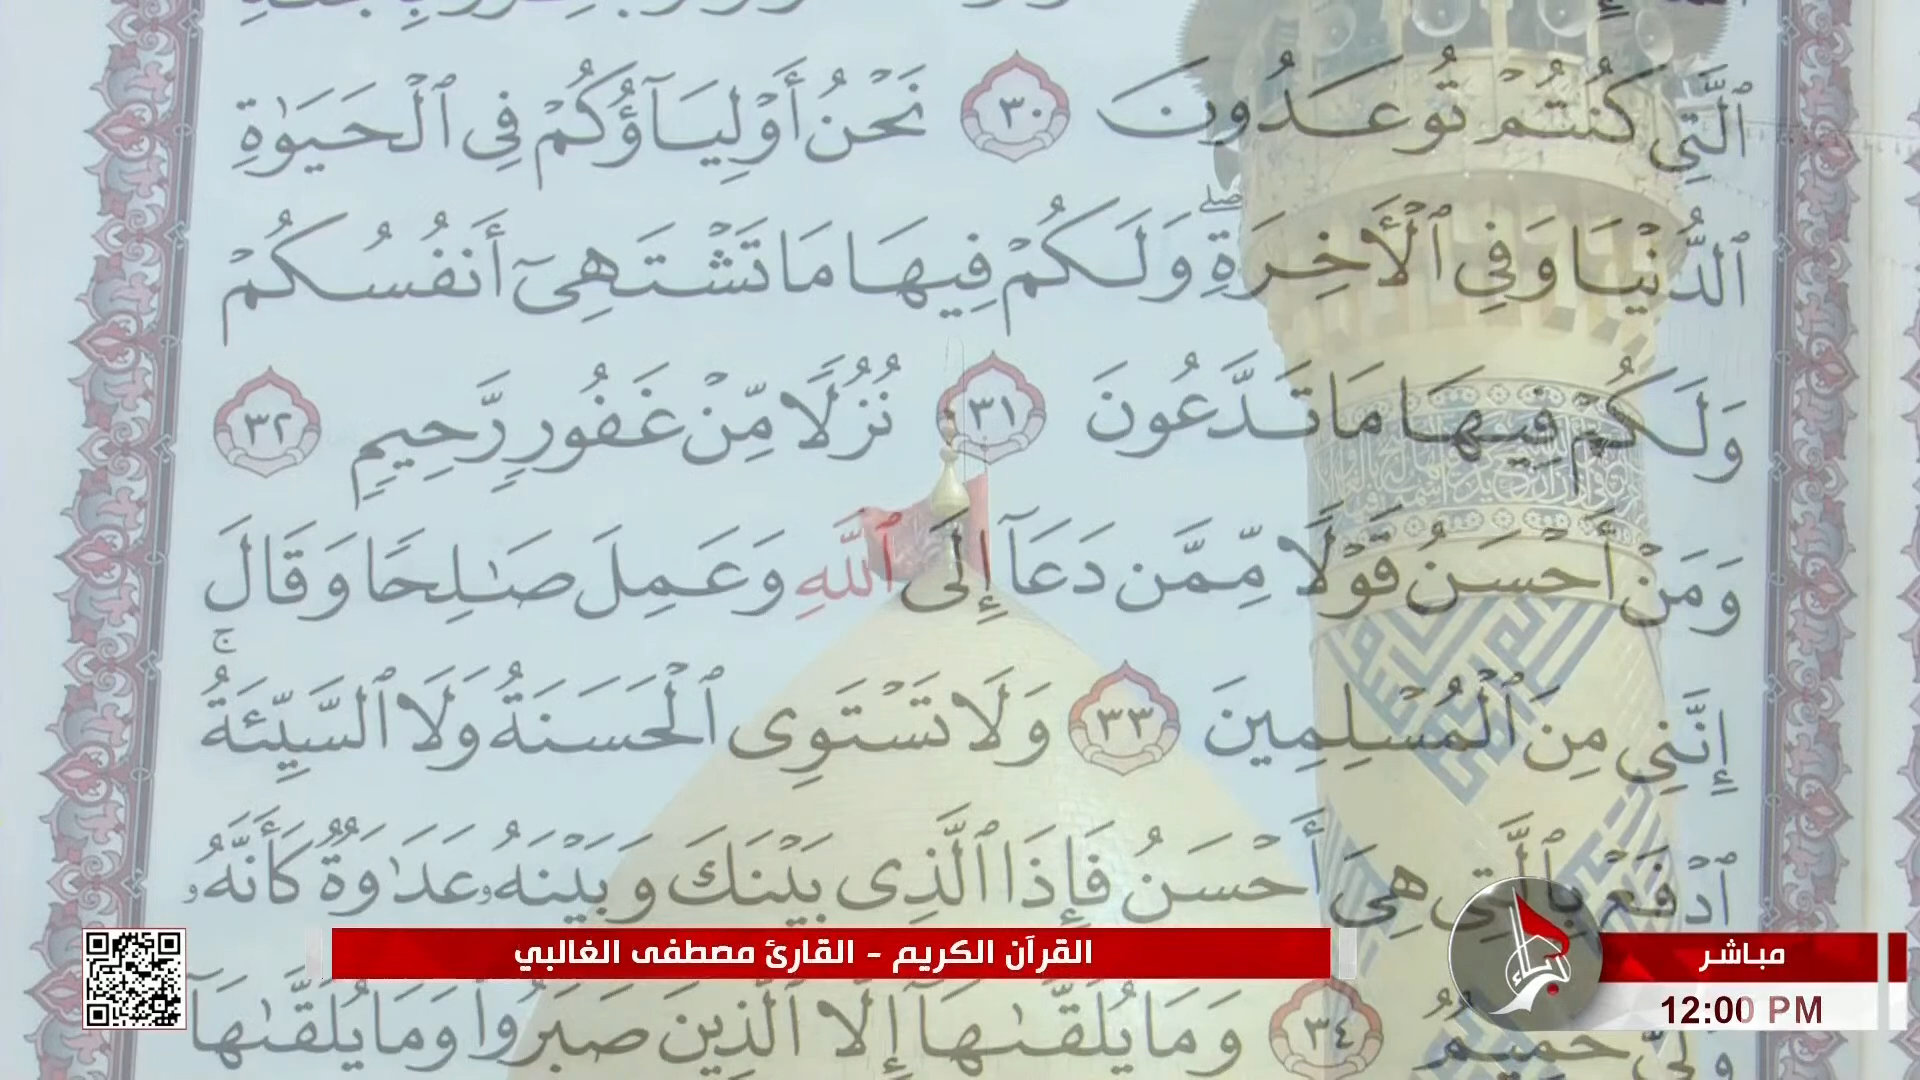 ٱلَّتِى كُنتُمْ تُوعَدُونَ ٣٠ نَحْنُ أَوْلِيَآؤُكُمْ فِى ٱلْحَيَوٰةِ
ٱلدُّنْيَا وَفِى ٱلْأَخِرَةِ ۖ وَلَكُمْ فِيهَا مَا تَشْتَهِىٓ أَنفُسُكُمْ
وَلَكُمْ فِيهَا مَا تَدَّعُونَ ٣١ نُزُلًا مِّنْ غَفُورٍ رَّحِيمٍ ٣٢
وَمَنْ أَحْسَنُ قَوْلًا مِّمَّن دَعَآ إِلَى ٱللَّهِ وَعَمِلَ صَـٰلِحًا وَقَالَ
إِنَّنِى مِنَ ٱلْمُسْلِمِينَ ٣٣ وَلَا تَسْتَوِى ٱلْحَسَنَةُ وَلَا ٱلسَّيِّئَةُ ۚ
ٱدْفَعْ بِٱلَّتِى هِىَ أَحْسَنُ فَإِذَا ٱلَّذِى بَيْنَكَ وَبَيْنَهُۥ عَدَٰوَةٌ كَأَنَّهُۥ
وَلِىٌّ حَمِيمٌ ٣٤ وَمَا يُلَقَّىٰهَآ إِلَّا ٱلَّذِينَ صَبَرُوا۟ وَمَا يُلَقَّىٰهَآ
القرآن الكريم - القارئ مصطفى الغالبي
مباشر
كربلاء
12:00 PM